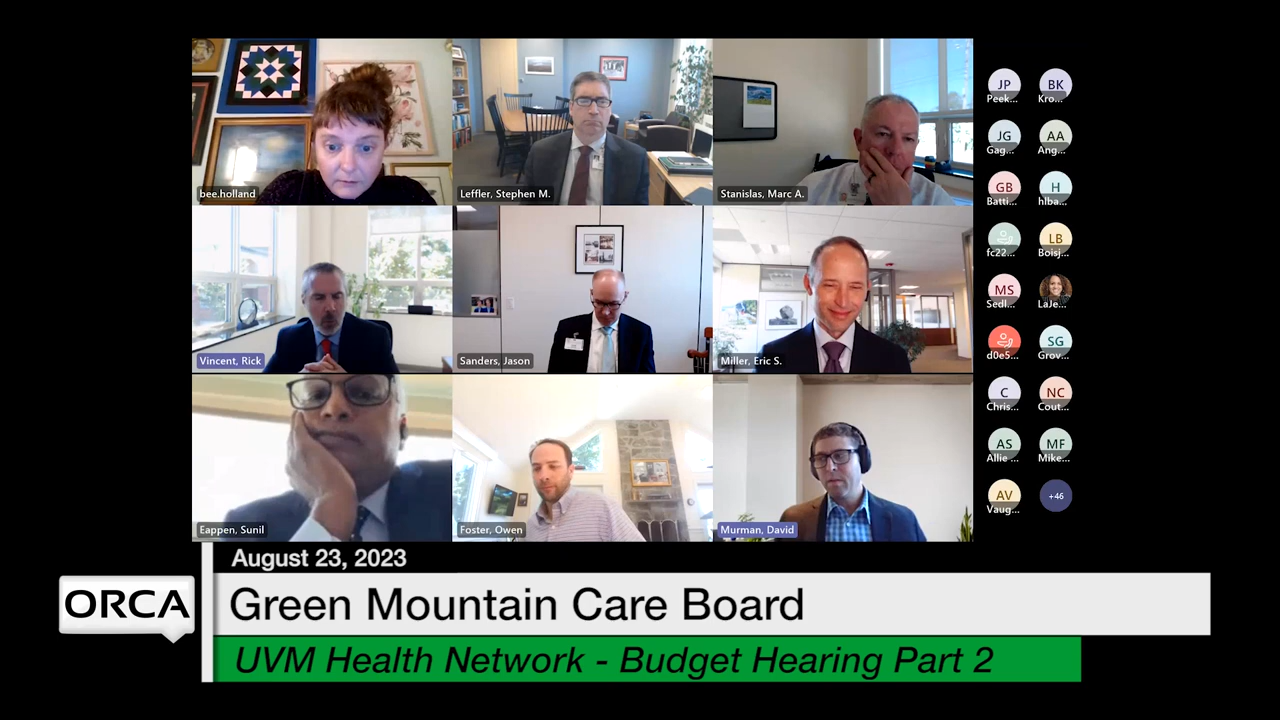 bee.holland
Leffler, Stephen M.
Stanislas, Marc A.
Vincent, Rick
Sanders, Jason
Miller, Eric S.
Eappen, Sunil
Foster, Owen
Murman, David
JP
BK
Peek...
Kro...
JG
AA
Gag...
Ang...
GB
H
Batti...
hlba...
LB
fc22...
Boisj...
MS
Sedl...
LaJe...
SG
d0e5...
Grov...
C
NC
Chris...
Cout...
AS
MF
Allie ...
Mike...
AV
+46
Vaug...
August 23, 2023
ORCA
Green Mountain Care Board
UVM Health Network - Budget Hearing Part 2